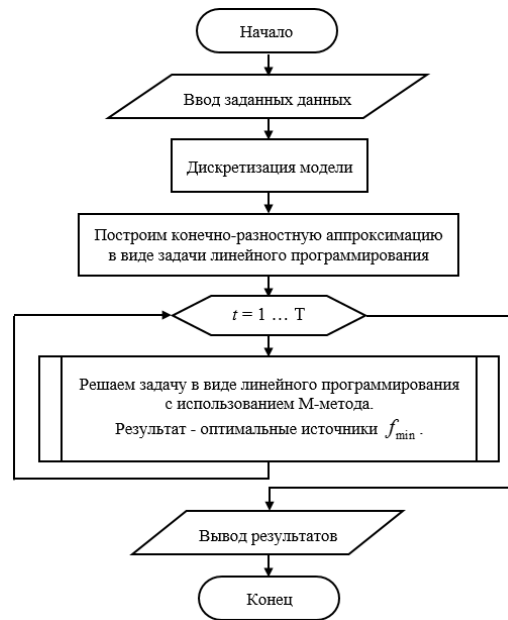 Начало
Ввод заданных данных
Дискретизация модели
Построим конечно-разностную аппроксимацию
в виде задачи линейного программирования
t = 1 … T
Решаем задачу в виде линейного программирования
с использованием М-метода.
Результат - оптимальные источники f_min .
Вывод результатов
Конец